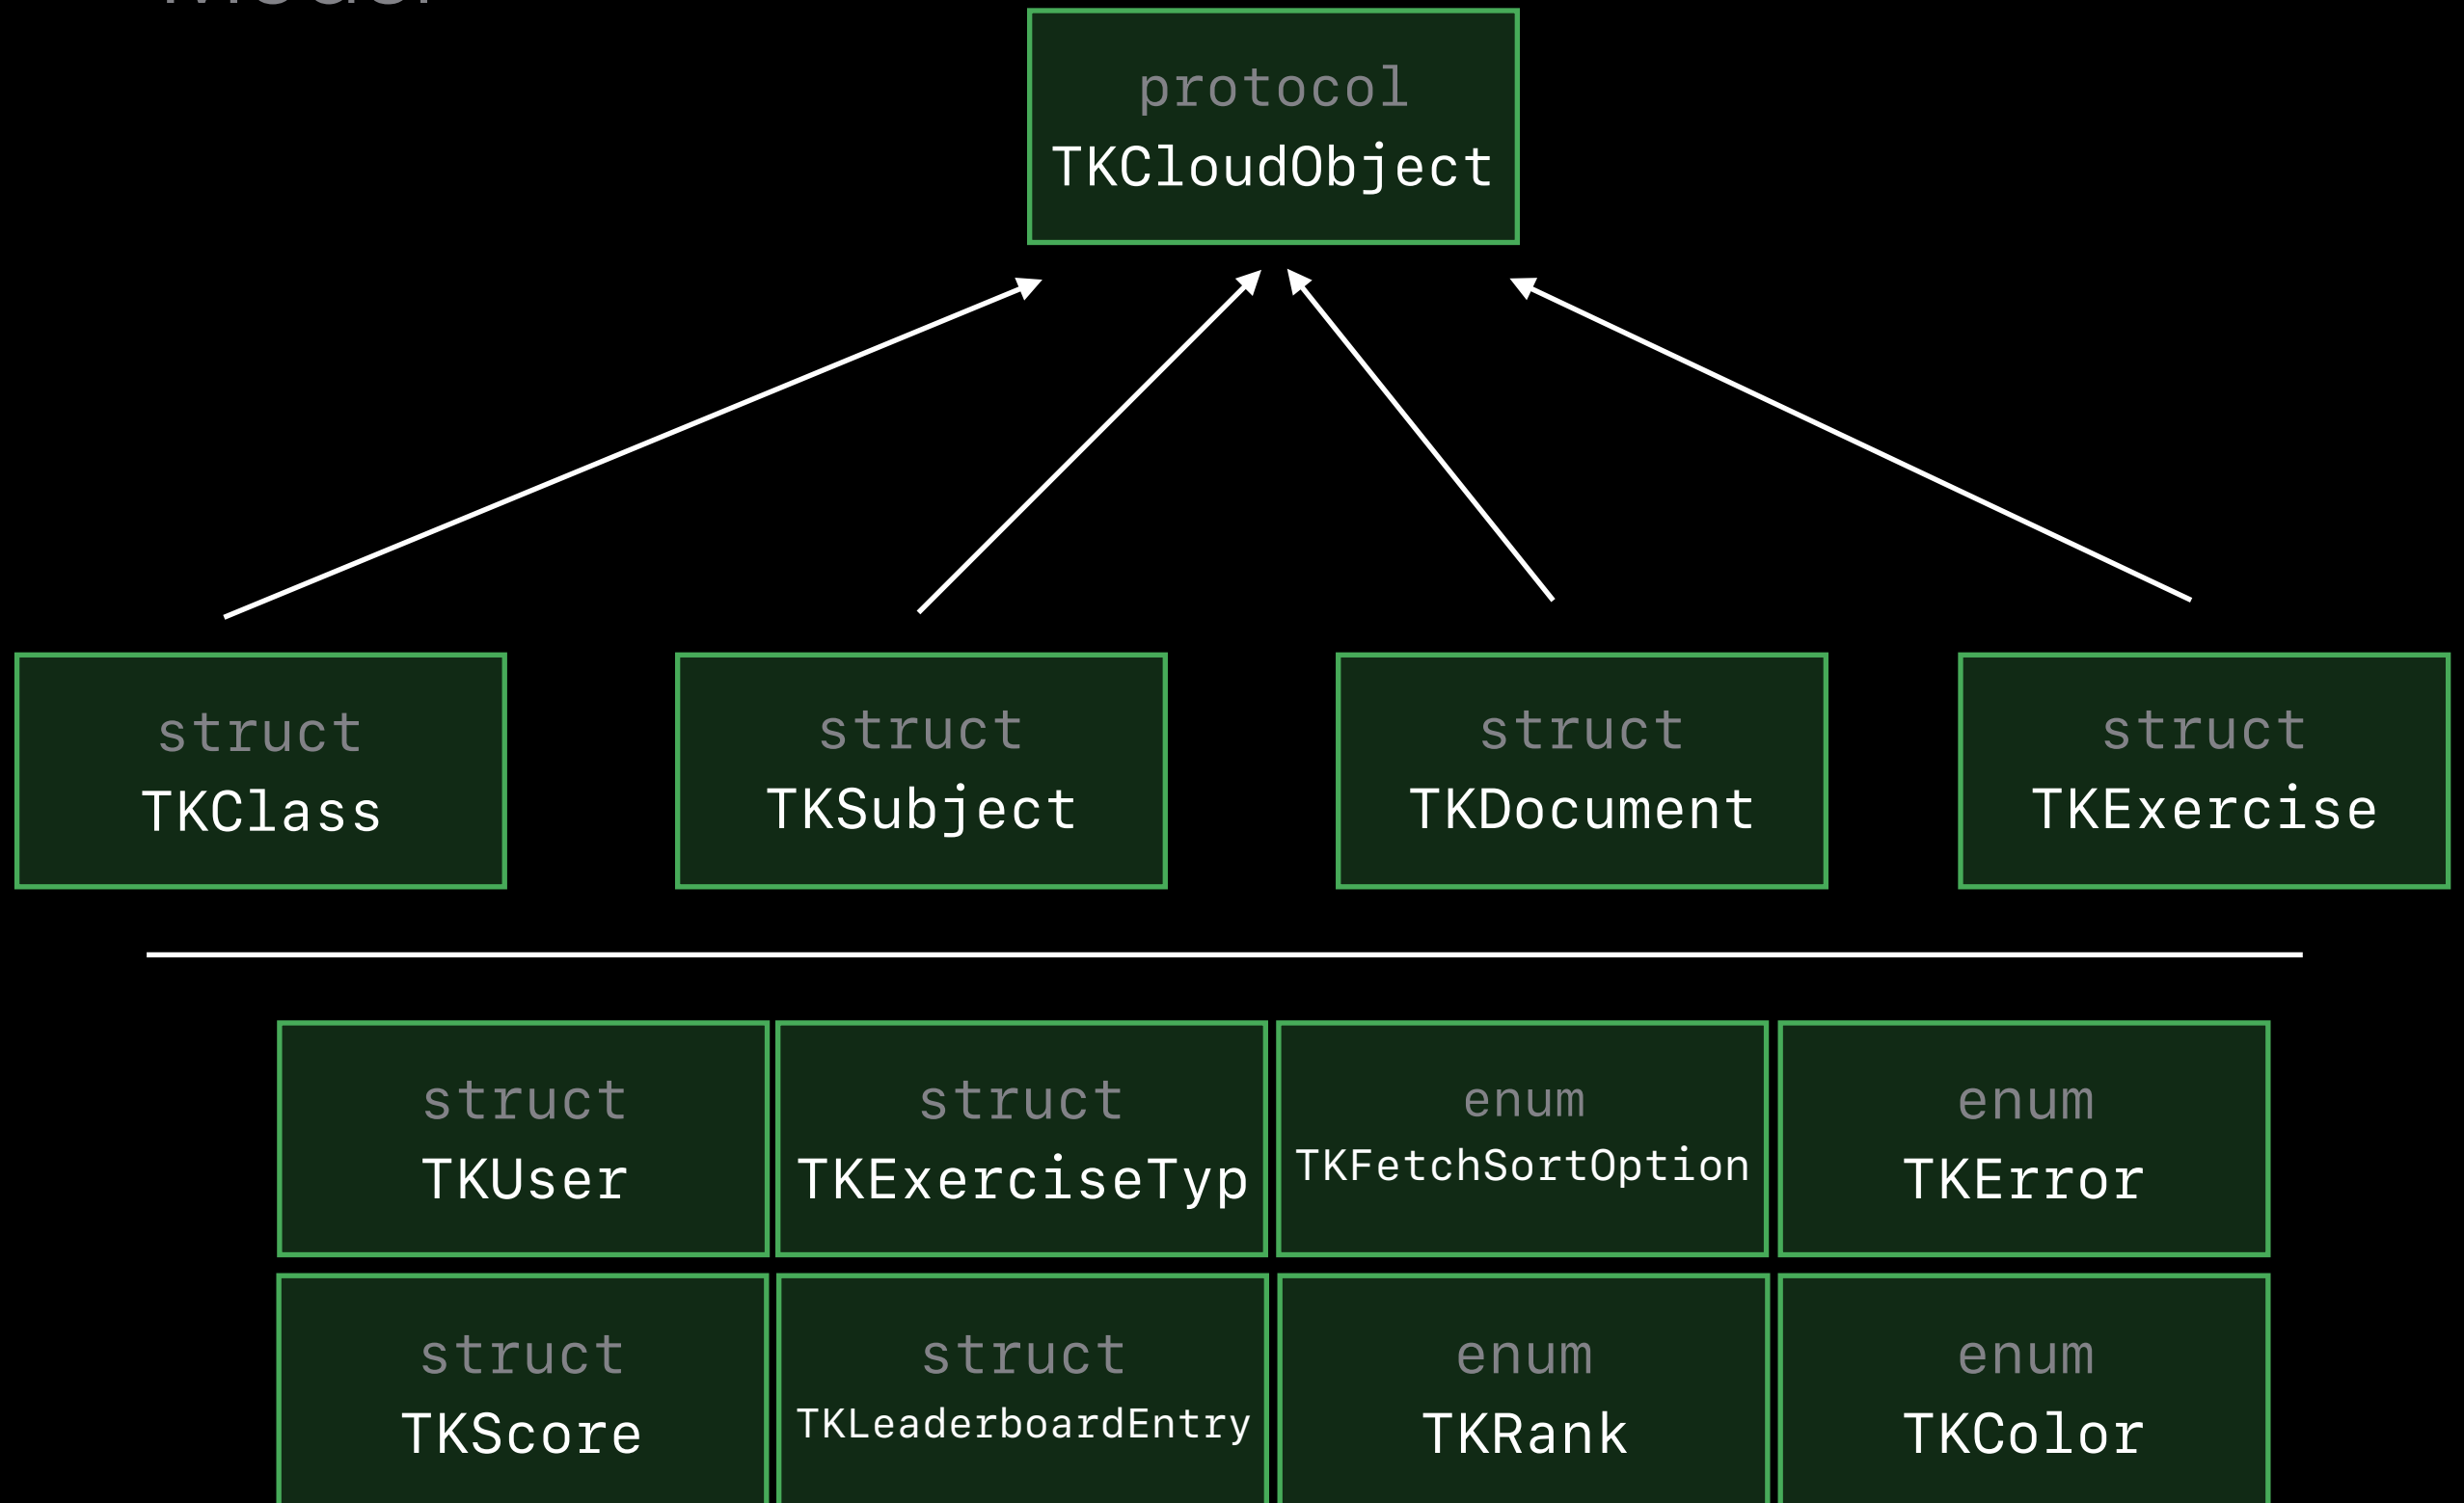 protocol
TKCloudObject
struct
TKClass
struct
TKSubject
struct
TKDocument
struct
TKExercise
struct
TKUser
struct
TKExerciseTyp
enum
TKFetchSortOption
enum
TKError
struct
TKScore
struct
TKLeaderboardEntry
enum
TKRank
enum
TKColor